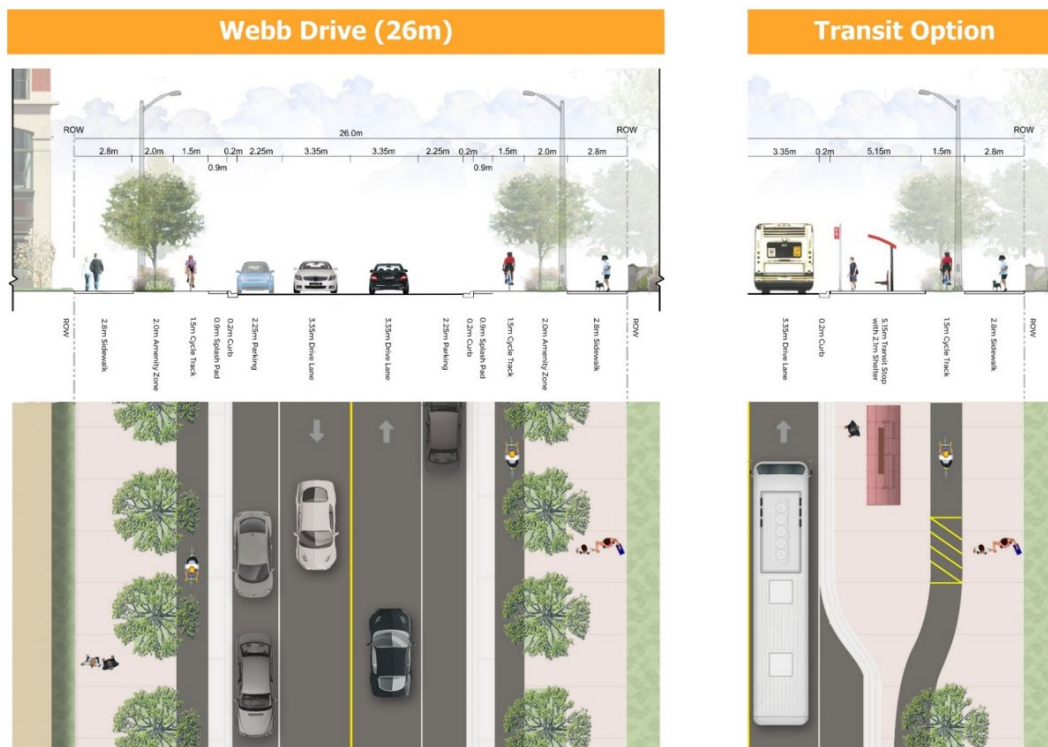 Webb Drive (26m)
ROW
26.0m
ROW
2.8m 2.0m 1.5m 0.2m 2.25m 3.35m 3.35m 2.25m 0.2m 1.5m 2.0m 2.8m
0.9m 0.9m
ROW
2.8m Sidewalk
2.0m Amenity Zone
1.5m Cycle Track
0.9m Splash Pad
0.2m Curb
2.25m Parking
3.35m Drive Lane
3.35m Drive Lane
2.25m Parking
0.2m Curb
0.9m Splash Pad
1.5m Cycle Track
2.0m Amenity Zone
2.8m Sidewalk
ROW
Transit Option
ROW
3.35m 0.2m 5.15m 1.5m 2.8m
3.35m Drive Lane
0.2m Curb
5.15m Transit Stop
with 2.1m Shelter
1.5m Cycle Track
2.8m Sidewalk
ROW